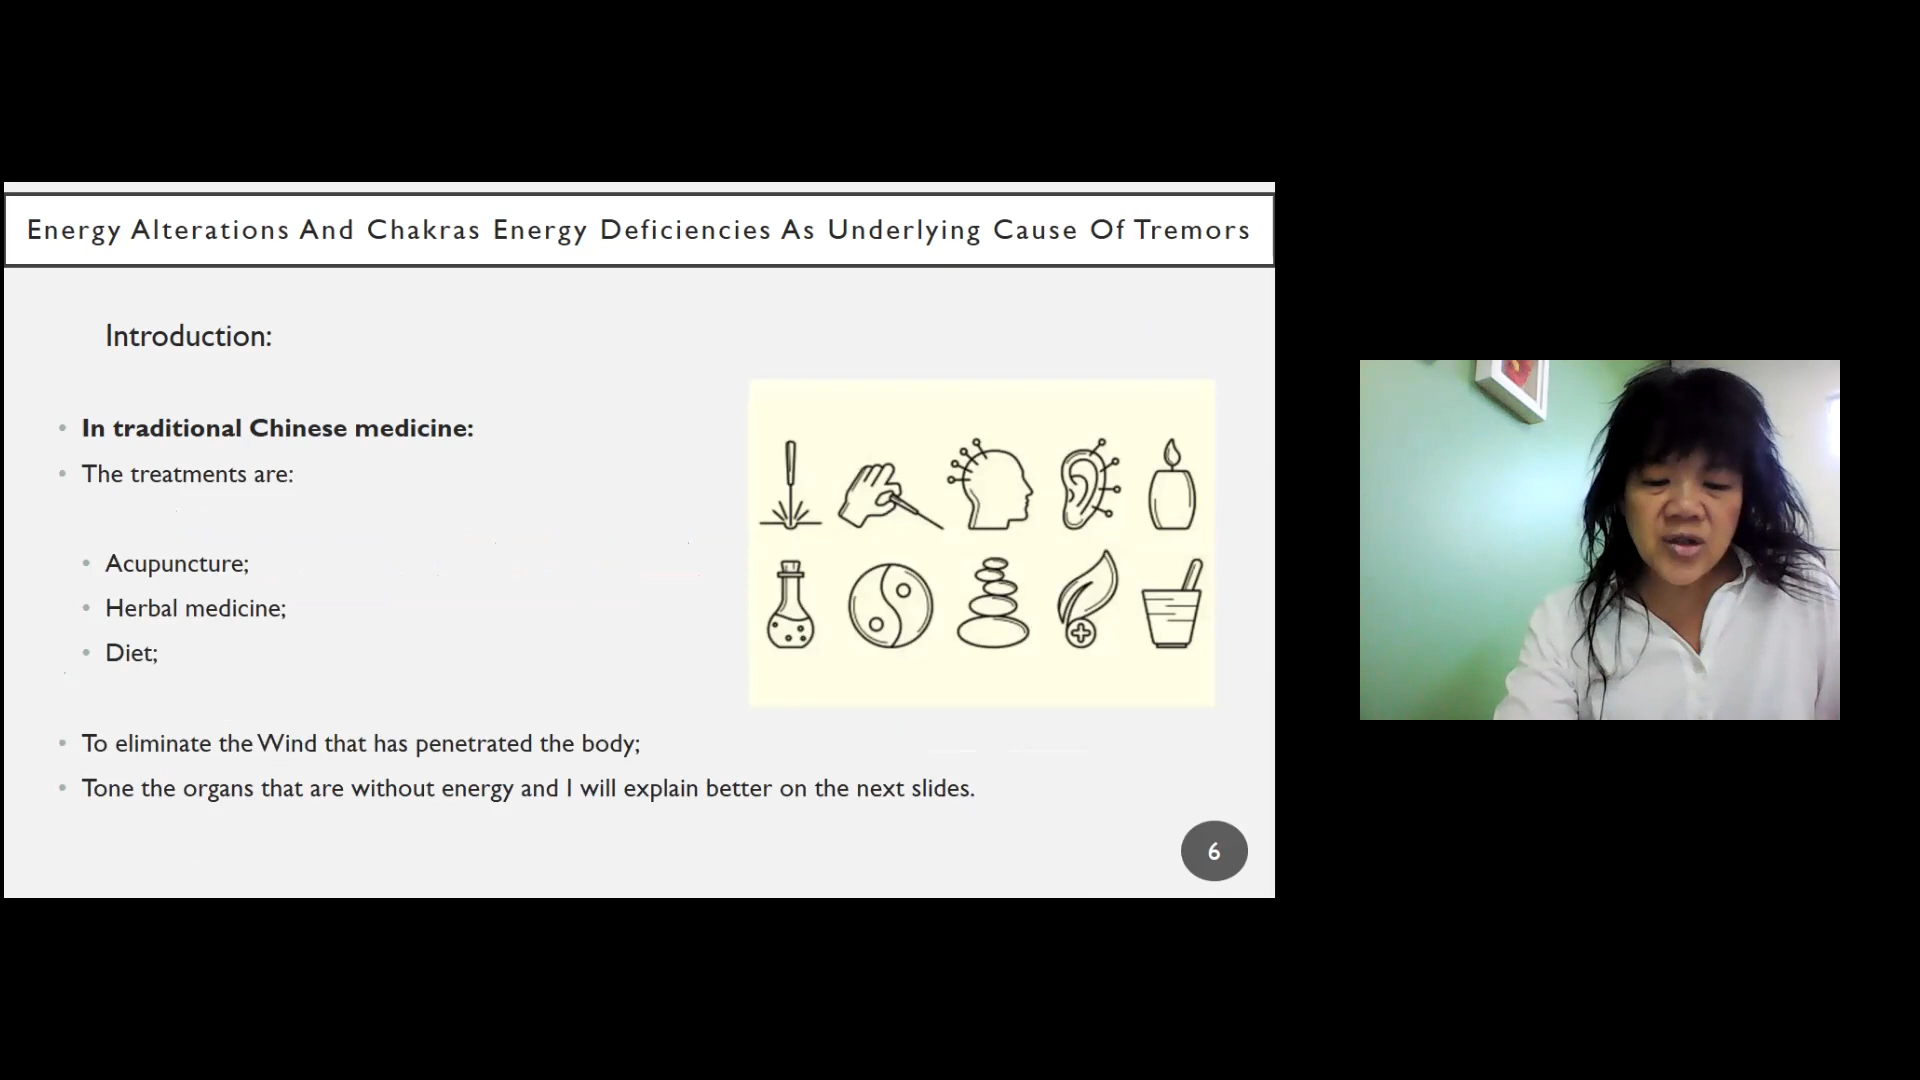 Energy Alterations And Chakras Energy Deficiencies As Underlying Cause Of Tremors
Introduction:
In traditional Chinese medicine:
The treatments are:
Acupuncture;
Herbal medicine;
Diet;
To eliminate the Wind that has penetrated the body;
Tone the organs that are without energy and I will explain better on the next slides.
6